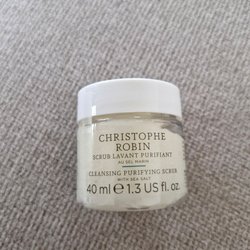 CHRISTOPHE
ROBIN
SCRUB LAVANT PURIFIANT
AU SEL MARIN
CLEANSING PURIFYING SCRUB
WITH SEA SALT
40 ml ℮ 1.3 US fl. oz.